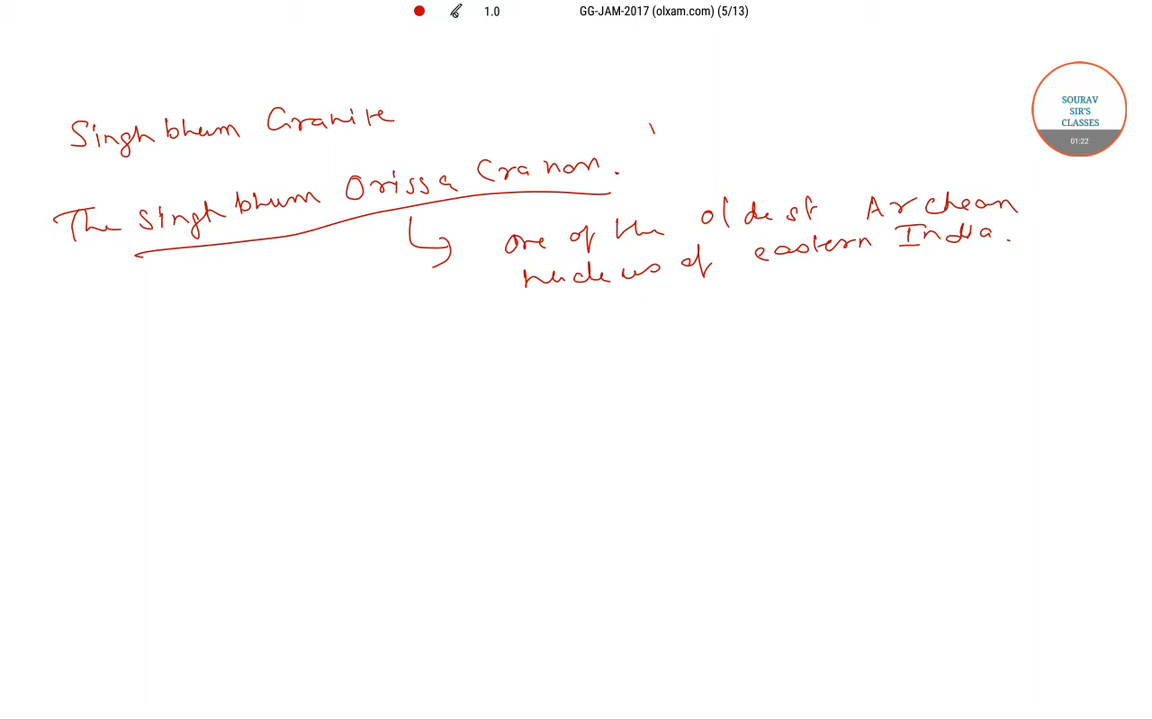 1.0
GG-JAM-2017 (olxam.com) (5/13)
SOURAV
SIR'S
CLASSES
01:22
Singhbhum Granite
The Singhbhum Orissa Cranon.
one of the oldest Archean
nucleus of eastern India.